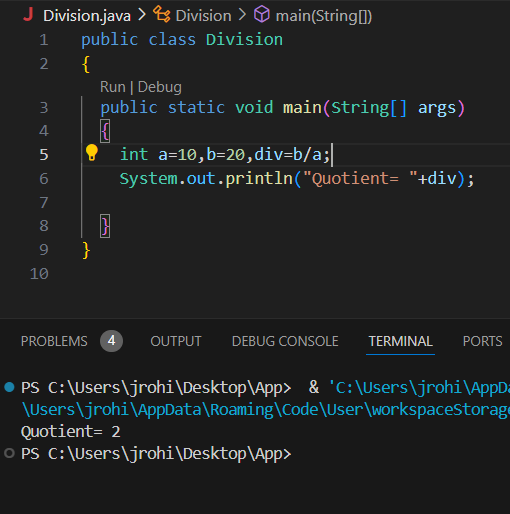 J Division.java > Division > main(String[])
1 public class Division
2 {
Run | Debug
3 public static void main(String[] args)
4 {
5 int a=10,b=20,div=b/a;
6 System.out.println("Quotient= "+div);
7
8 }
9 }
10
PROBLEMS 4 OUTPUT DEBUG CONSOLE TERMINAL PORTS
PS C:\Users\jrohi\Desktop\App>  & 'C:\Users\jrohi\AppDa
\Users\jrohi\AppData\Roaming\Code\User\workspaceStorage
Quotient= 2
PS C:\Users\jrohi\Desktop\App>